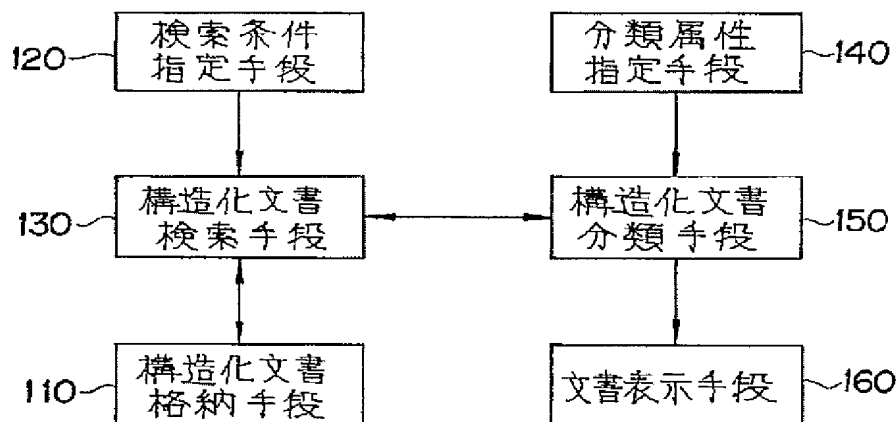 120
検索条件
指定手段
分類属性
指定手段
140
130
構造化文書
検索手段
構造化文書
分類手段
150
110
構造化文書
格納手段
文書表示手段
160